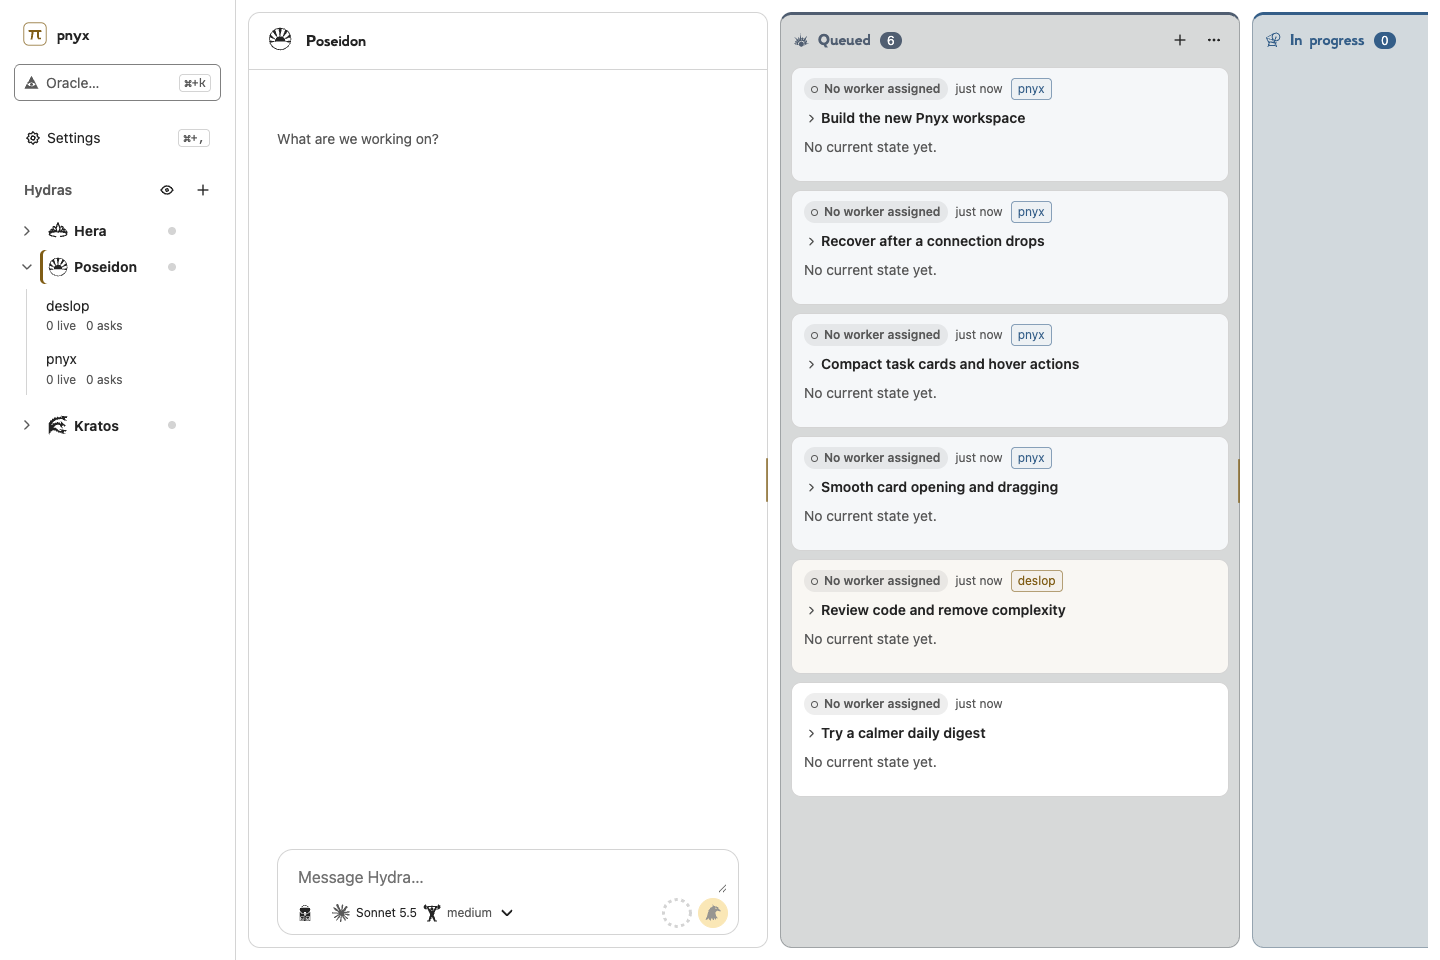 pnyx
Oracle... ⌘+k
Settings ⌘+,
Hydras
Hera
Poseidon
deslop
0 live 0 asks
pnyx
0 live 0 asks
Kratos
Poseidon
What are we working on?
Message Hydra...
Sonnet 5.5 medium
Queued 6
No worker assigned just now pnyx
Build the new Pnyx workspace
No current state yet.
No worker assigned just now pnyx
Recover after a connection drops
No current state yet.
No worker assigned just now pnyx
Compact task cards and hover actions
No current state yet.
No worker assigned just now pnyx
Smooth card opening and dragging
No current state yet.
No worker assigned just now deslop
Review code and remove complexity
No current state yet.
No worker assigned just now
Try a calmer daily digest
No current state yet.
In progress 0